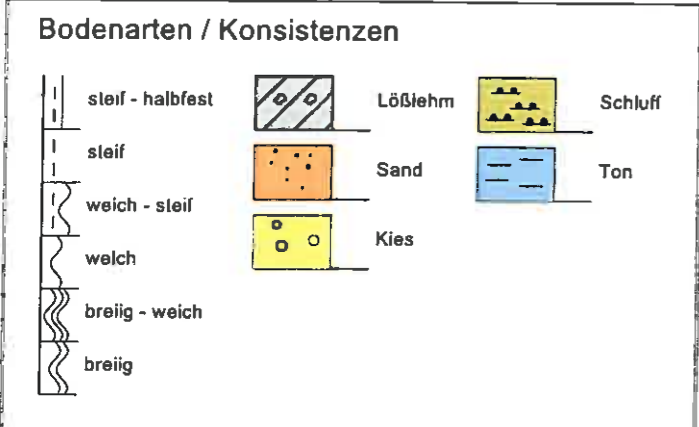 Bodenarten / Konsistenzen
steif - halbfest
steif
weich - steif
weich
breiig - weich
breiig
Lößlehm
Sand
Kies
Schluff
Ton